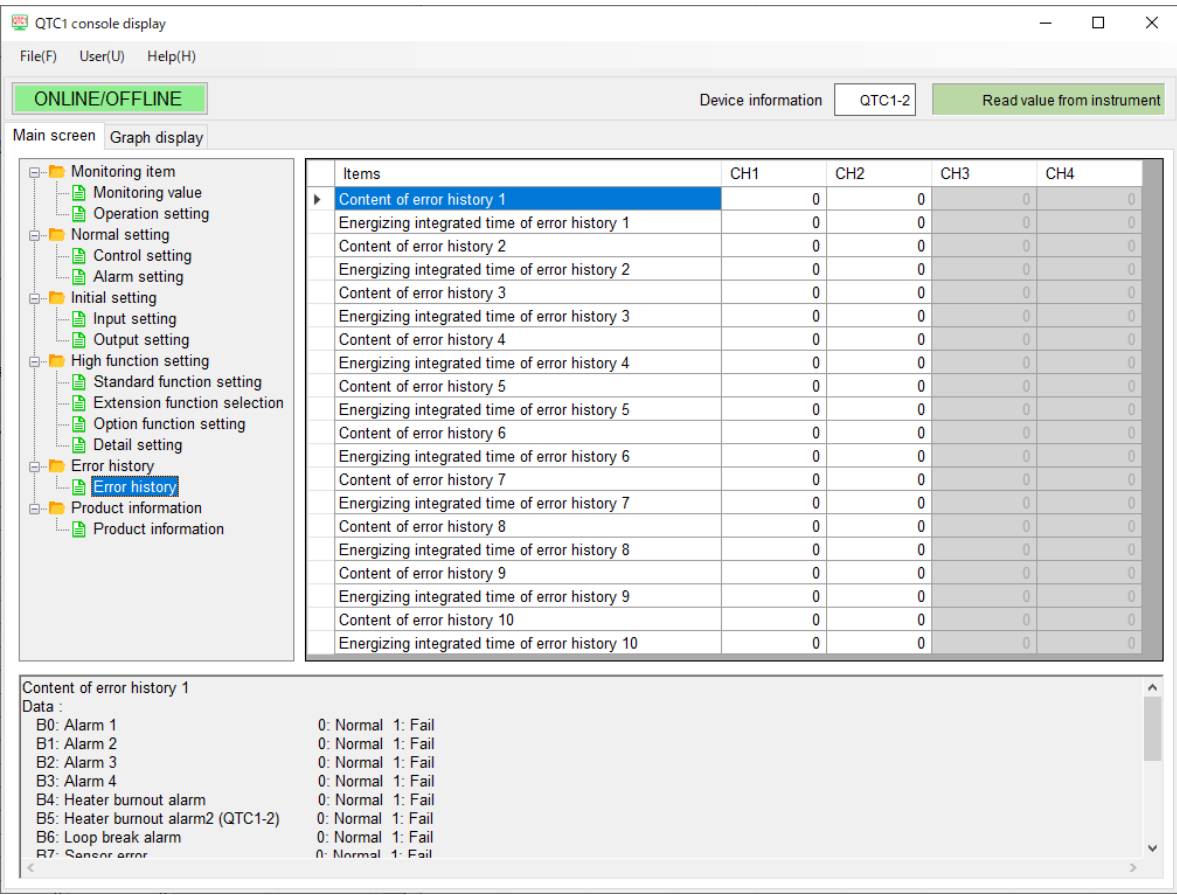 QTC1 console display
File(F) User(U) Help(H)
ONLINE/OFFLINE Device information QTC1-2 Read value from instrument
Main screen Graph display
Monitoring item
Monitoring value
Operation setting
Normal setting
Control setting
Alarm setting
Initial setting
Input setting
Output setting
High function setting
Standard function setting
Extension function selection
Option function setting
Detail setting
Error history
Error history
Product information
Product information
Items CH1 CH2 CH3 CH4
Content of error history 1 0 0 0 0
Energizing integrated time of error history 1 0 0 0 0
Content of error history 2 0 0 0 0
Energizing integrated time of error history 2 0 0 0 0
Content of error history 3 0 0 0 0
Energizing integrated time of error history 3 0 0 0 0
Content of error history 4 0 0 0 0
Energizing integrated time of error history 4 0 0 0 0
Content of error history 5 0 0 0 0
Energizing integrated time of error history 5 0 0 0 0
Content of error history 6 0 0 0 0
Energizing integrated time of error history 6 0 0 0 0
Content of error history 7 0 0 0 0
Energizing integrated time of error history 7 0 0 0 0
Content of error history 8 0 0 0 0
Energizing integrated time of error history 8 0 0 0 0
Content of error history 9 0 0 0 0
Energizing integrated time of error history 9 0 0 0 0
Content of error history 10 0 0 0 0
Energizing integrated time of error history 10 0 0 0 0
Content of error history 1
Data :
B0: Alarm 1 0: Normal 1: Fail
B1: Alarm 2 0: Normal 1: Fail
B2: Alarm 3 0: Normal 1: Fail
B3: Alarm 4 0: Normal 1: Fail
B4: Heater burnout alarm 0: Normal 1: Fail
B5: Heater burnout alarm2 (QTC1-2) 0: Normal 1: Fail
B6: Loop break alarm 0: Normal 1: Fail
B7: Sensor error 0: Normal 1: Fail